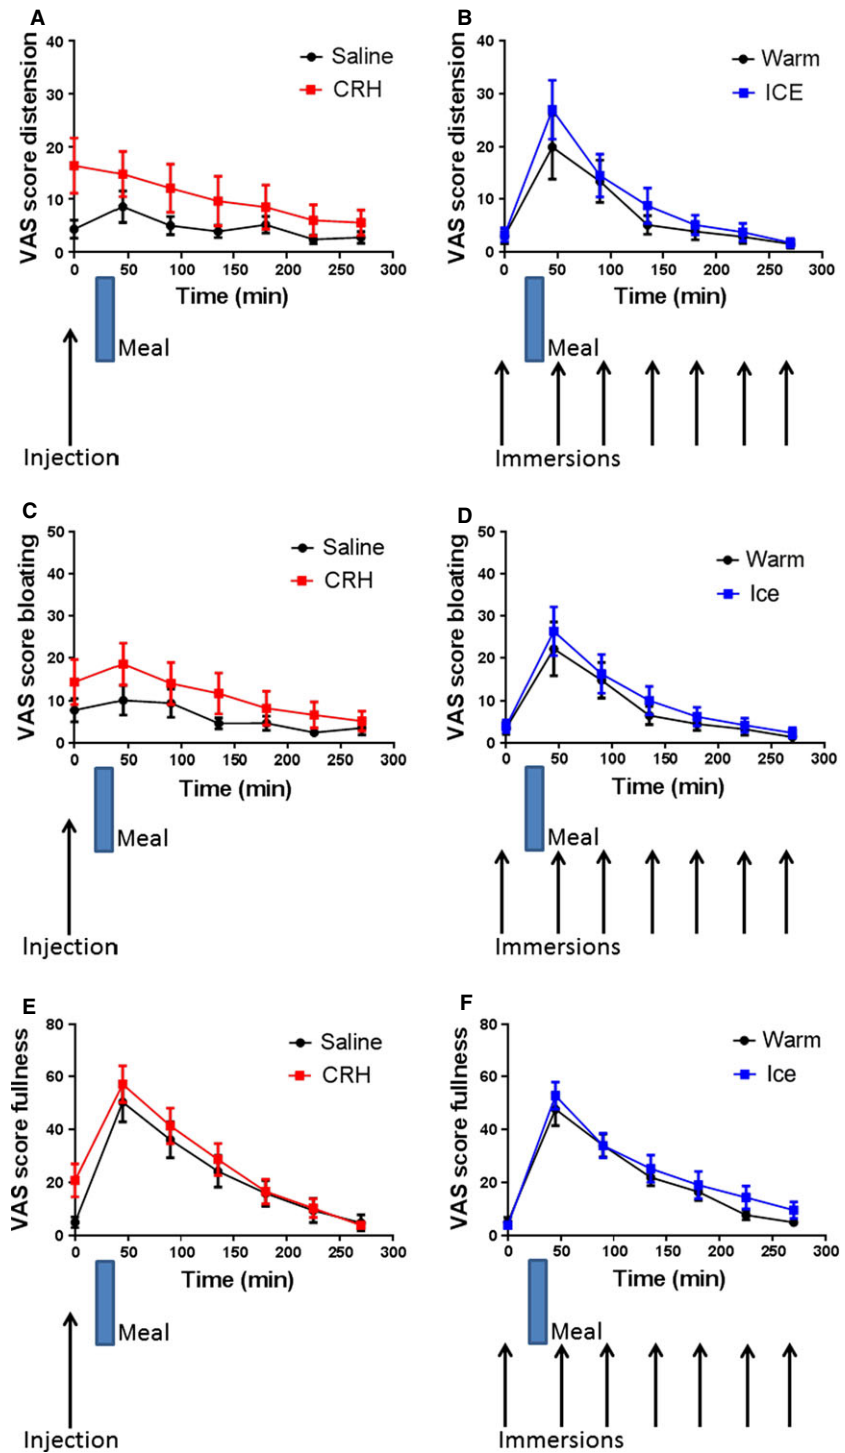 A
VAS score distension
40
30
20
10
0
Saline
CRH
50 100 150 200 250 300
Time (min)
Meal
Injection
B
VAS score distension
40
30
20
10
0
Warm
ICE
0 50 100 150 200 250 300
Time (min)
Meal
Immersions
C
VAS score bloating
50
40
30
20
10
0
Saline
CRH
50 100 150 200 250 300
Time (min)
Meal
Injection
D
VAS score bloating
50
40
30
20
10
0
Warm
Ice
0 50 100 150 200 250 300
Time (min)
Meal
Immersions
E
VAS score fullness
80
60
40
20
0
Saline
CRH
0 50 100 150 200 250 300
Time (min)
Meal
Injection
F
VAS score fullness
80
60
40
20
0
Warm
Ice
0 50 100 150 200 250 300
Time (min)
Meal
Immersions